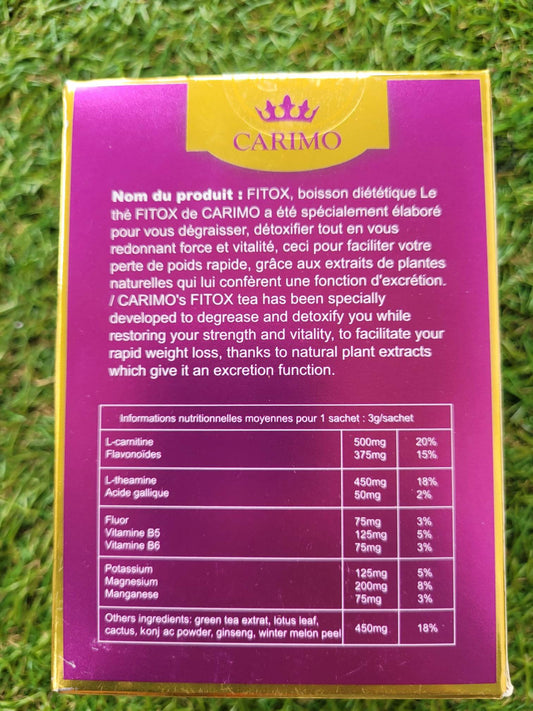 CARIMO
Nom du produit : FITOX, boisson diététique Le
thé FITOX de CARIMO a été spécialement élaboré
pour vous dégraisser, détoxifier tout en vous
redonnant force et vitalité, ceci pour faciliter votre
perte de poids rapide, grâce aux extraits de plantes
naturelles qui lui confèrent une fonction d'excrétion.
/ CARIMO's FITOX tea has been specially
developed to degrease and detoxify you while
restoring your strength and vitality, to facilitate your
rapid weight loss, thanks to natural plant extracts
which give it an excretion function.
Informations nutritionnelles moyennes pour 1 sachet : 3g/sachet
L-carnitine 500mg 20%
Flavonoïdes 375mg 15%
L-theamine 450mg 18%
Acide gallique 50mg 2%
Fluor 75mg 3%
Vitamine B5 125mg 5%
Vitamine B6 75mg 3%
Potassium 125mg 5%
Magnesium 200mg 8%
Manganese 75mg 3%
Others ingredients: green tea extrat, lotus leaf,
cactus, konj ac powder, ginseng, winter melon peel 450mg 18%